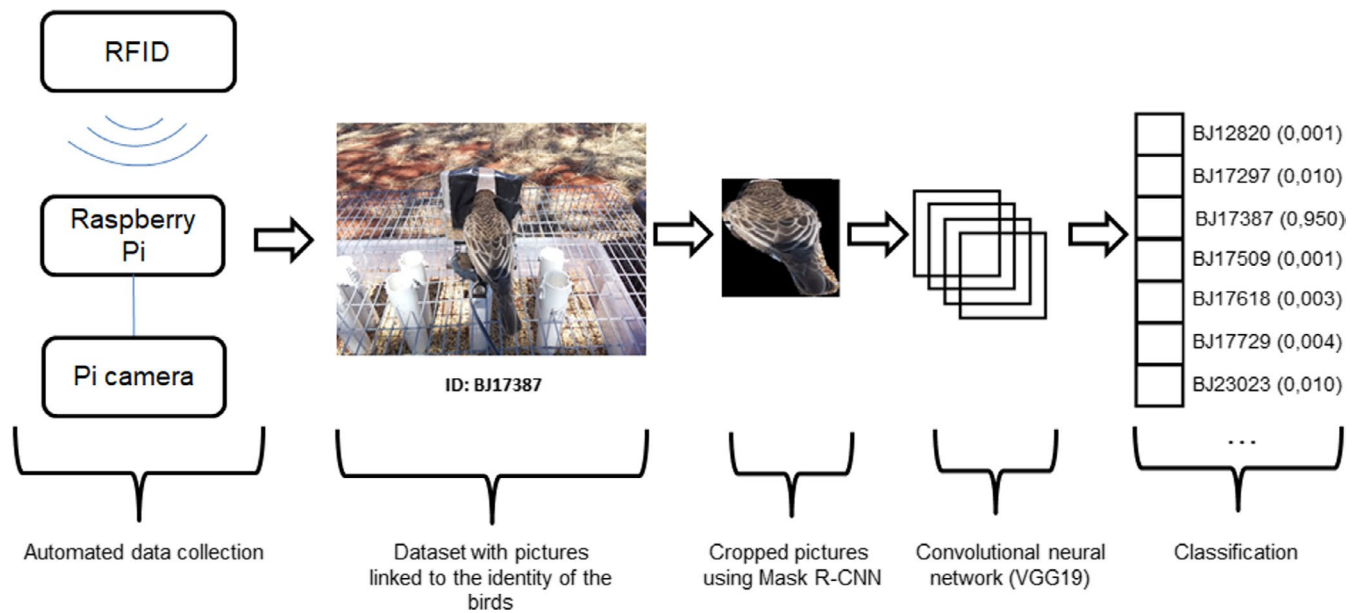 RFID
Raspberry
Pi
Pi camera
ID: BJ17387
BJ12820 (0,001)
BJ17297 (0,010)
BJ17387 (0,950)
BJ17509 (0,001)
BJ17618 (0,003)
BJ17729 (0,004)
BJ23023 (0,010)
...
Automated data collection
Dataset with pictures
linked to the identity of the
birds
Cropped pictures
using Mask R-CNN
Convolutional neural
network (VGG19)
Classification